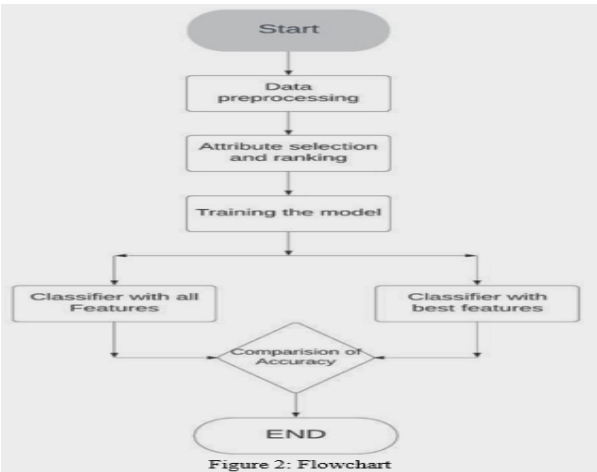 Start
Data
preprocessing
Attribute selection
and ranking
Training the model
Classifier with all
Features
Classifier with
best features
Comparision of
Accuracy
END
Figure 2: Flowchart